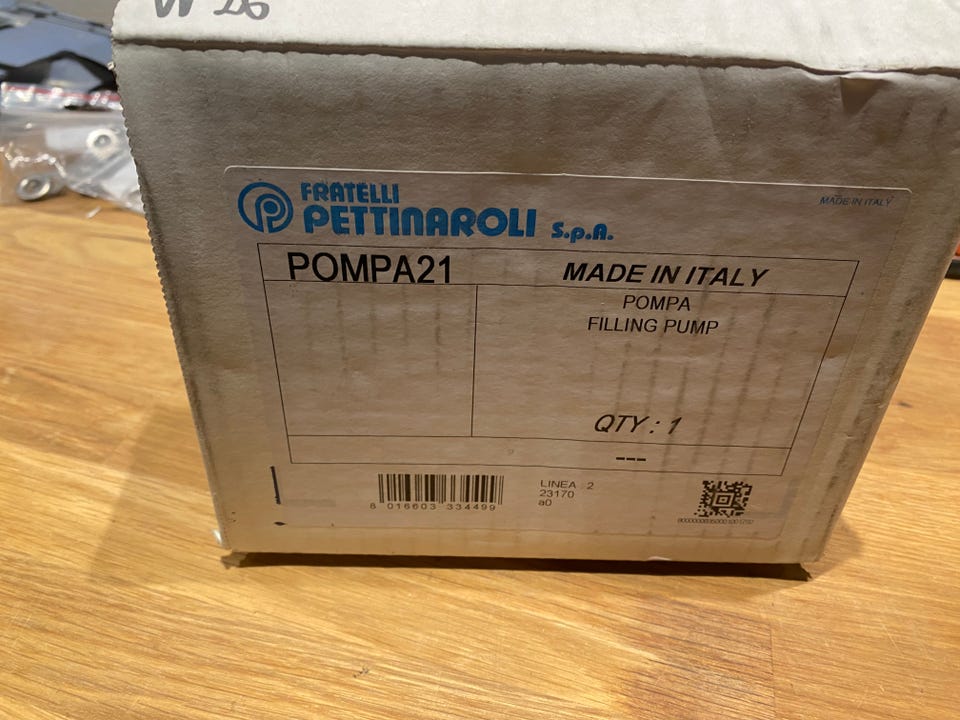 W 26
FRATELLI
PETTINAROLI S.p.A.
MADE IN ITALY
POMPA21
MADE IN ITALY
POMPA
FILLING PUMP
QTY : 1
---
LINEA 2
23170
a0
8 016603 334499